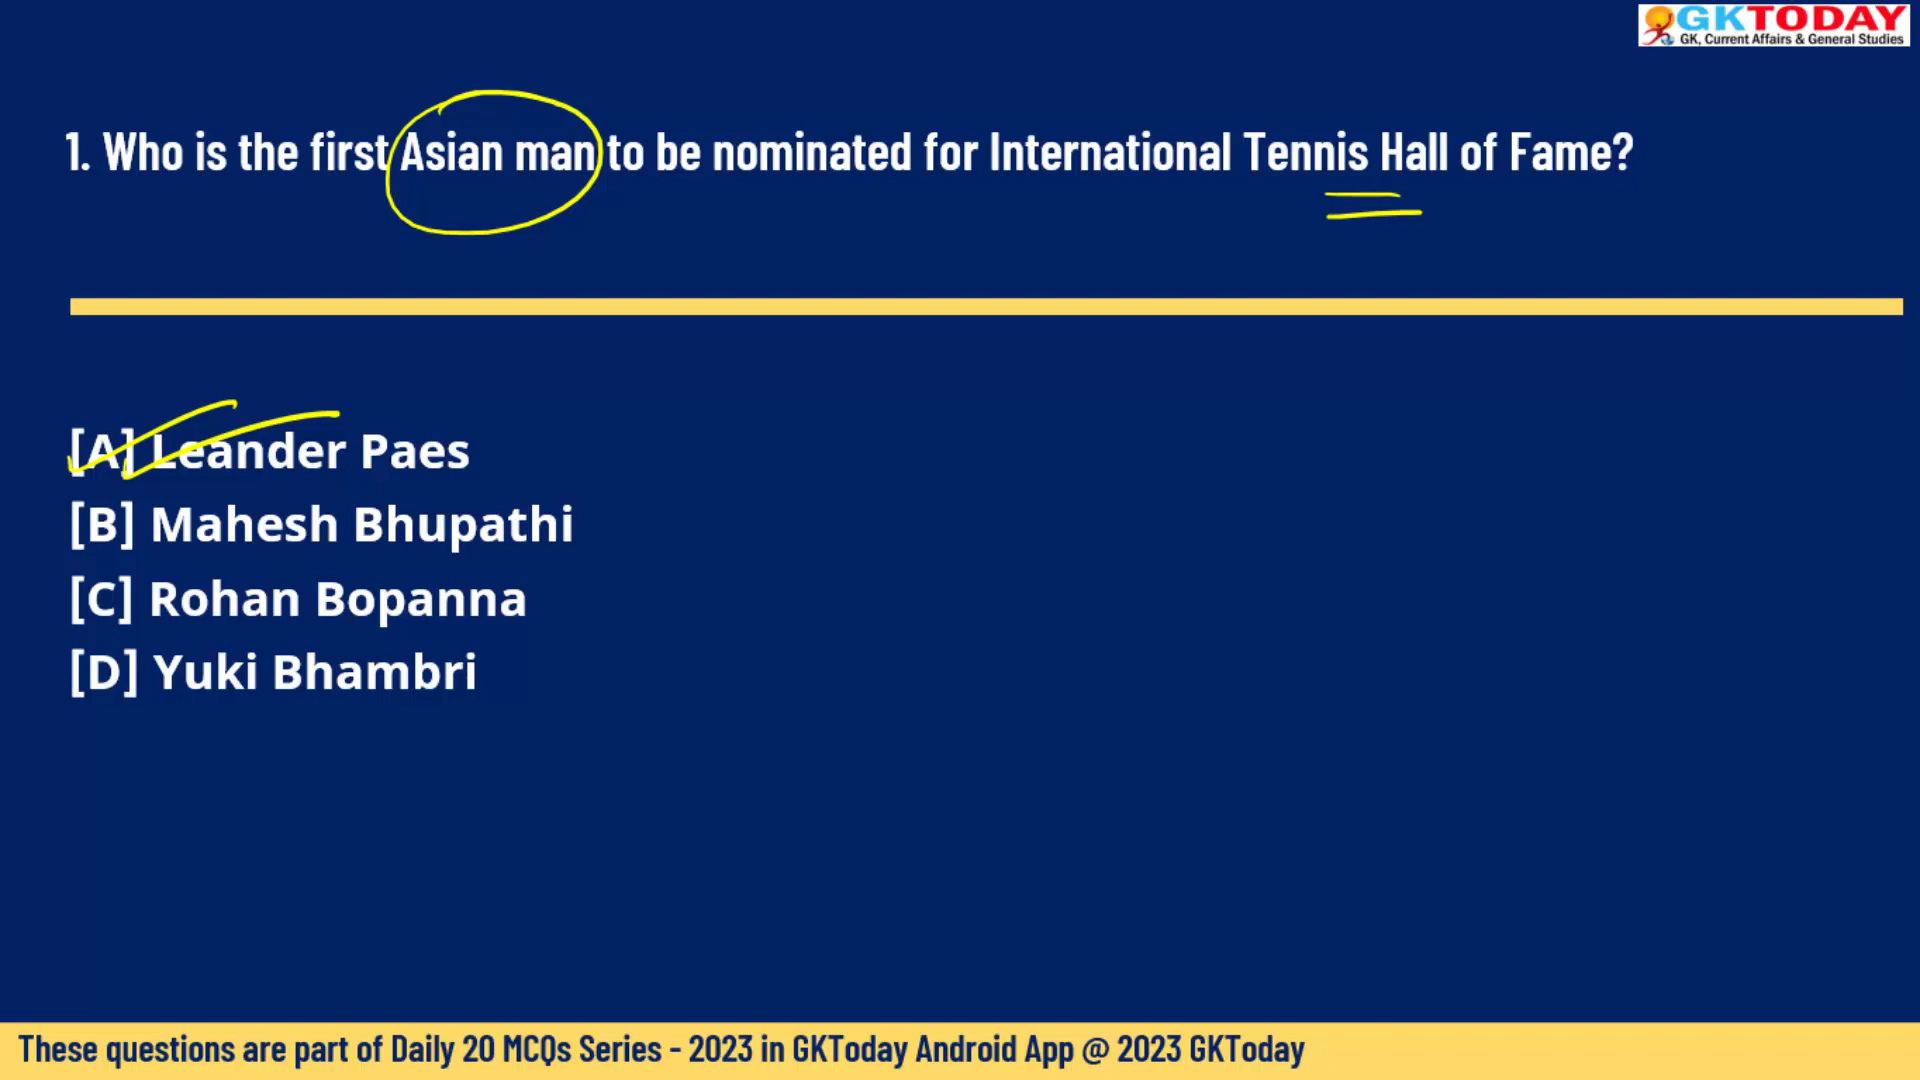 GKTODAY
GK, Current Affairs & General Studies
1. Who is the first Asian man to be nominated for International Tennis Hall of Fame?
[A] Leander Paes
[B] Mahesh Bhupathi
[C] Rohan Bopanna
[D] Yuki Bhambri
These questions are part of Daily 20 MCQs Series - 2023 in GKToday Android App @ 2023 GKToday